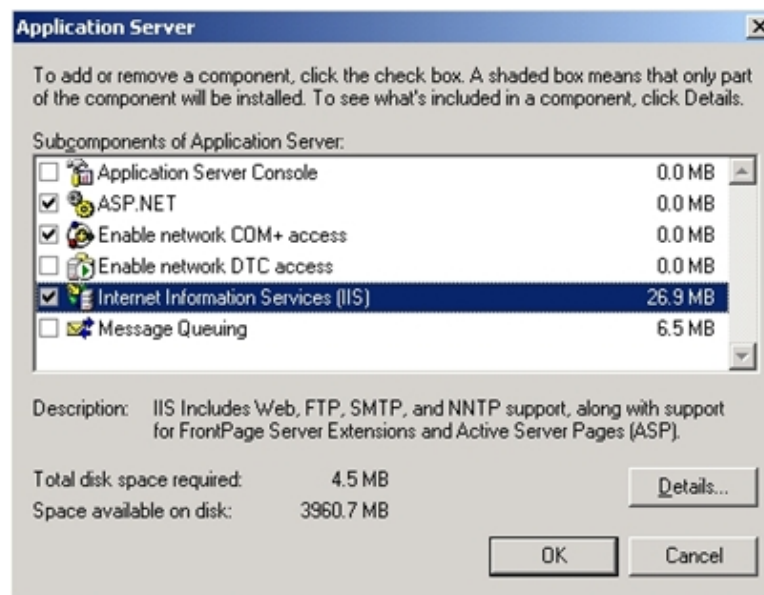 Application Server
To add or remove a component, click the check box. A shaded box means that only part
of the component will be installed. To see what's included in a component, click Details.
Subcomponents of Application Server:
Application Server Console 0.0 MB
ASP.NET 0.0 MB
Enable network COM+ access 0.0 MB
Enable network DTC access 0.0 MB
Internet Information Services (IIS) 26.9 MB
Message Queuing 6.5 MB
Description: IIS Includes Web, FTP, SMTP, and NNTP support, along with support
for FrontPage Server Extensions and Active Server Pages (ASP).
Total disk space required: 4.5 MB
Details...
Space available on disk: 3960.7 MB
OK Cancel